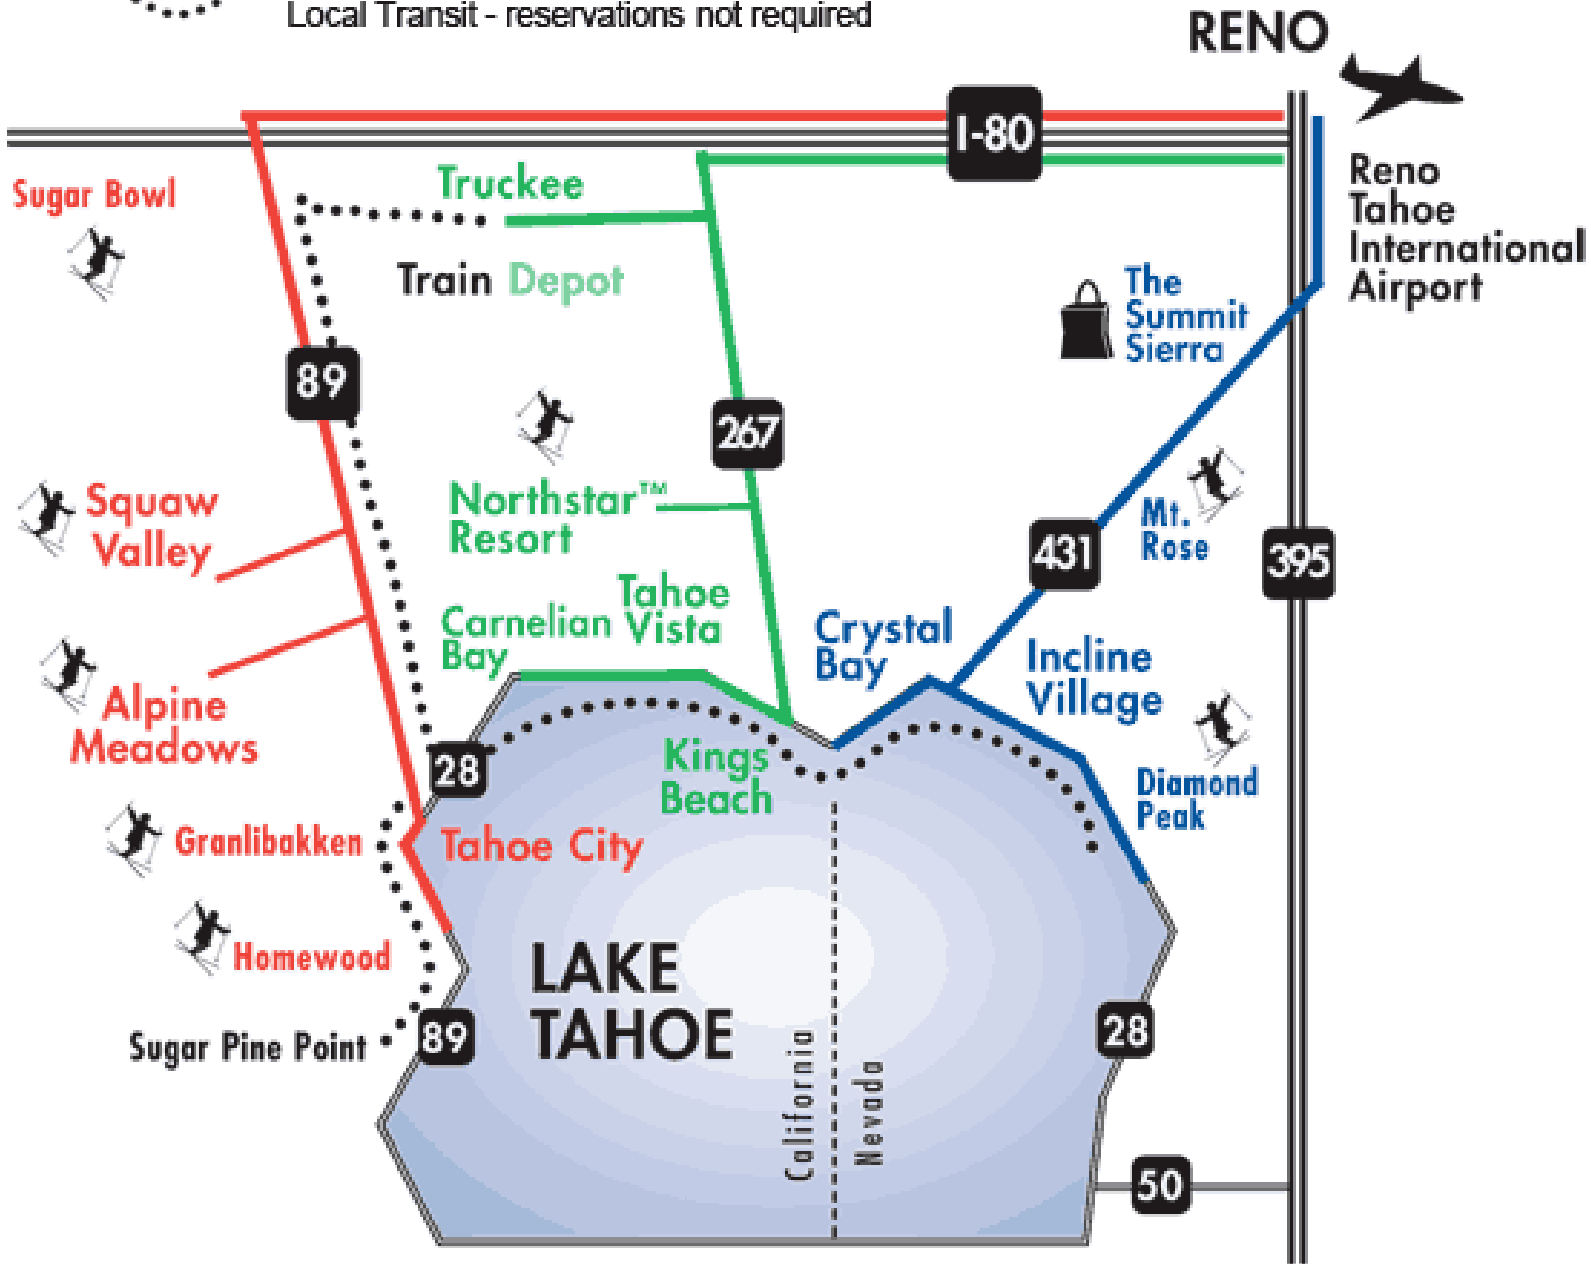 Local Transit - reservations not required
RENO
I-80
Reno
Tahoe
International
Airport
Sugar Bowl
Truckee
Train Depot
The
Summit
Sierra
89
267
Squaw
Valley
Northstar™
Resort
Mt.
Rose
431
395
Tahoe
Vista
Carnelian
Bay
Crystal
Bay
Incline
Village
Alpine
Meadows
28
Kings
Beach
Diamond
Peak
Granlibakken
Tahoe City
Homewood
LAKE
TAHOE
Sugar Pine Point
89
28
California
Nevada
50